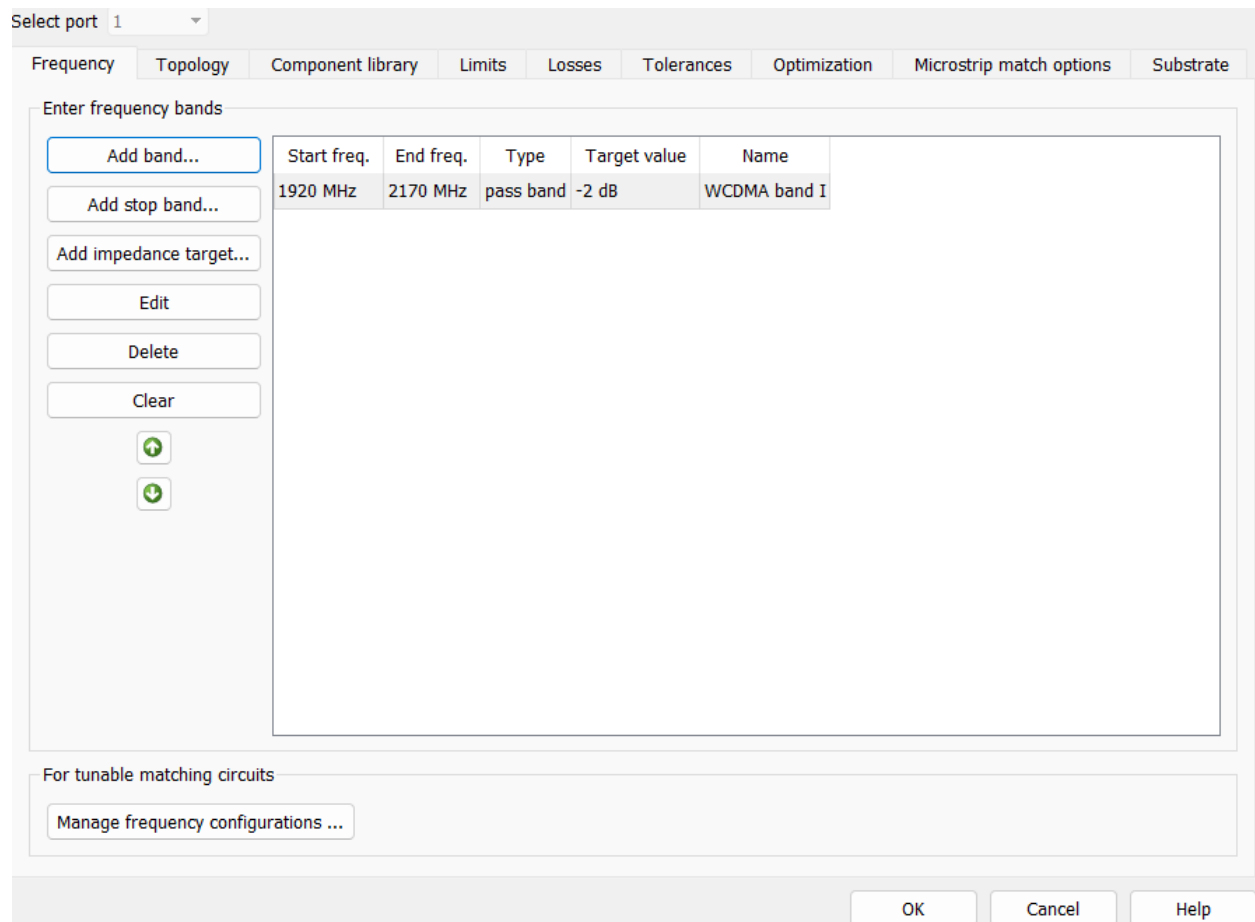 Select port 1
Frequency Topology Component library Limits Losses Tolerances Optimization Microstrip match options Substrate
Enter frequency bands
Add band...
Add stop band...
Add impedance target...
Edit
Delete
Clear
Start freq. End freq. Type Target value Name
1920 MHz 2170 MHz pass band -2 dB WCDMA band I
For tunable matching circuits
Manage frequency configurations ...
OK Cancel Help